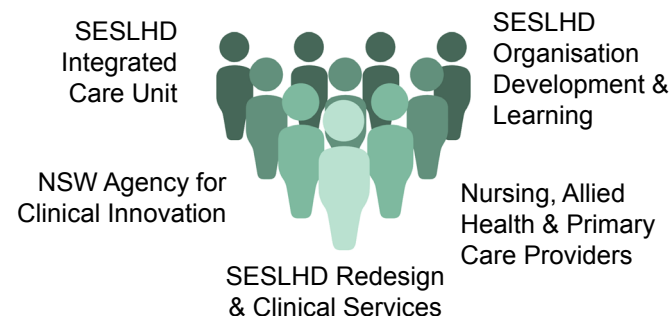 SESLHD
Integrated
Care Unit
SESLHD
Organisation
Development &
Learning
NSW Agency for
Clinical Innovation
Nursing, Allied
Health & Primary
Care Providers
SESLHD Redesign
& Clinical Services